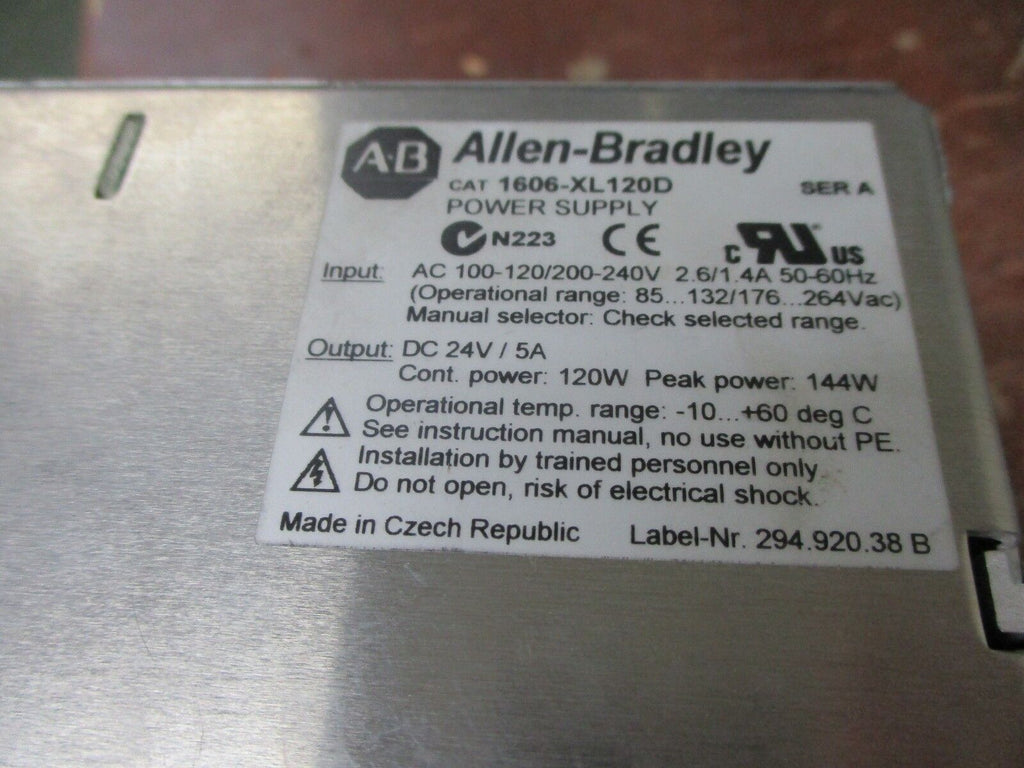 A·B Allen-Bradley
CAT 1606-XL120D SER A
POWER SUPPLY
N223 CE c RU US
Input: AC 100-120/200-240V 2.6/1.4A 50-60Hz
(Operational range: 85...132/176...264Vac)
Manual selector: Check selected range.
Output: DC 24V / 5A
Cont. power: 120W Peak power: 144W
Operational temp. range: -10...+60 deg C
See instruction manual, no use without PE.
Installation by trained personnel only.
Do not open, risk of electrical shock.
Made in Czech Republic Label-Nr. 294.920.38 B